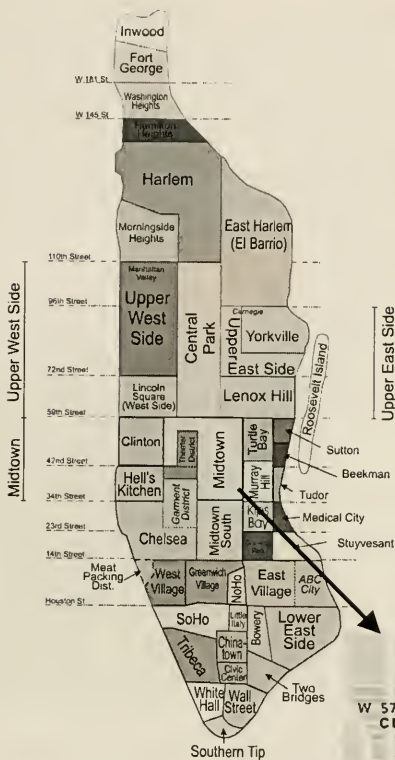 Inwood
Fort
George
W 181 St
Washington
Heights
W 145 St
Hamilton
Heights
Harlem
Morningside
Heights
East Harlem
(El Barrio)
110th Street
Manhattan
Valley
96th Street
Upper
West
Side
Central
Park
Carnegie
Upper
Yorkville
East Side
72nd Street
Lincoln
Square
(West Side)
Lenox Hill
59th Street
Upper West Side
Midtown
Upper East Side
Roosevelt Island
Clinton
Theater
District
Midtown
Turtle
Bay
Sutton
Beekman
42nd Street
Hell's
Kitchen
Garment
District
Murray
Hill
Tudor
34th Street
Kips
Bay
Medical City
23rd Street
Chelsea
Midtown
South
Stuyvesant
14th Street
Meat
Packing
Dist.
West
Village
Greenwich
Village
NoHo
East
Village
ABC
City
Houston St
SoHo
Little
Italy
Bowery
Lower
East
Side
Tribeca
China-
town
Civic
Center
Two
Bridges
White
Hall
Wall
Street
Southern Tip
W 57